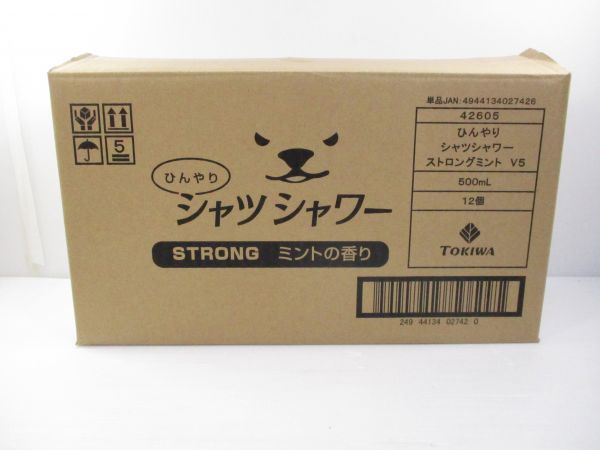 単品JAN:4944134027426
42605
ひんやり
シャツシャワー
ストロングミント V5
500mL
12個
TOKIWA
5
ひんやり
シャツシャワー
STRONG ミントの香り
249 44134 02742 0